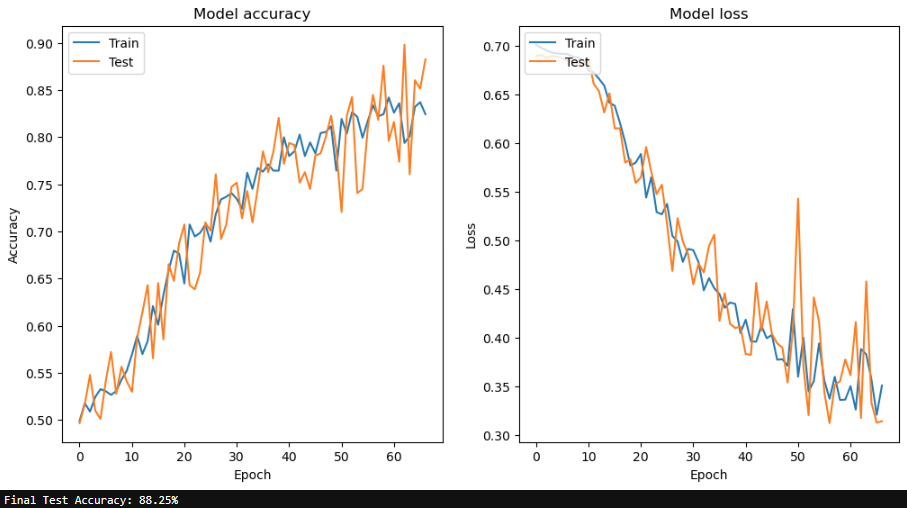 Model accuracy
Train
Test
0.90
0.85
0.80
0.75
0.70
0.65
0.60
0.55
0.50
Accuracy
0 10 20 30 40 50 60
Epoch
Model loss
Train
Test
0.70
0.65
0.60
0.55
0.50
0.45
0.40
0.35
0.30
Loss
0 10 20 30 40 50 60
Epoch
Final Test Accuracy: 88.25%